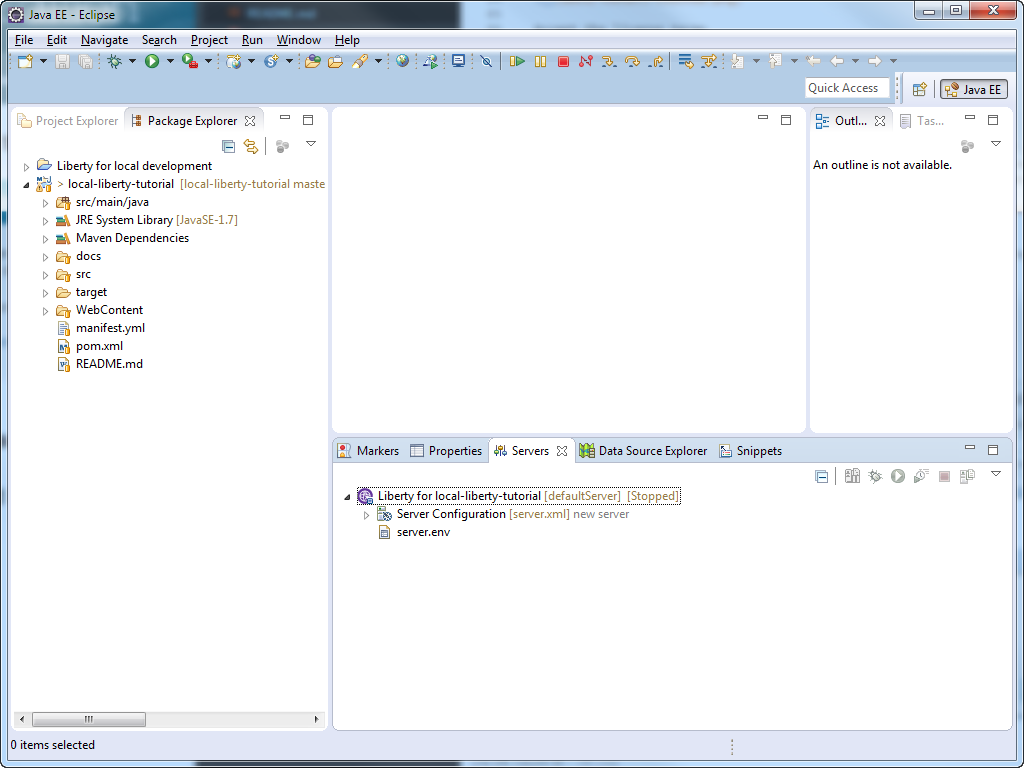 README.md
Java EE - Eclipse
File Edit Navigate Search Project Run Window Help
Quick Access
Java EE
Project Explorer
Package Explorer
Outl...
Tas...
An outline is not available.
Liberty for local development
> local-liberty-tutorial [local-liberty-tutorial maste
src/main/java
JRE System Library [JavaSE-1.7]
Maven Dependencies
docs
src
target
WebContent
manifest.yml
pom.xml
README.md
Markers
Properties
Servers
Data Source Explorer
Snippets
Liberty for local-liberty-tutorial [defaultServer] [Stopped]
Server Configuration [server.xml] new server
server.env
0 items selected